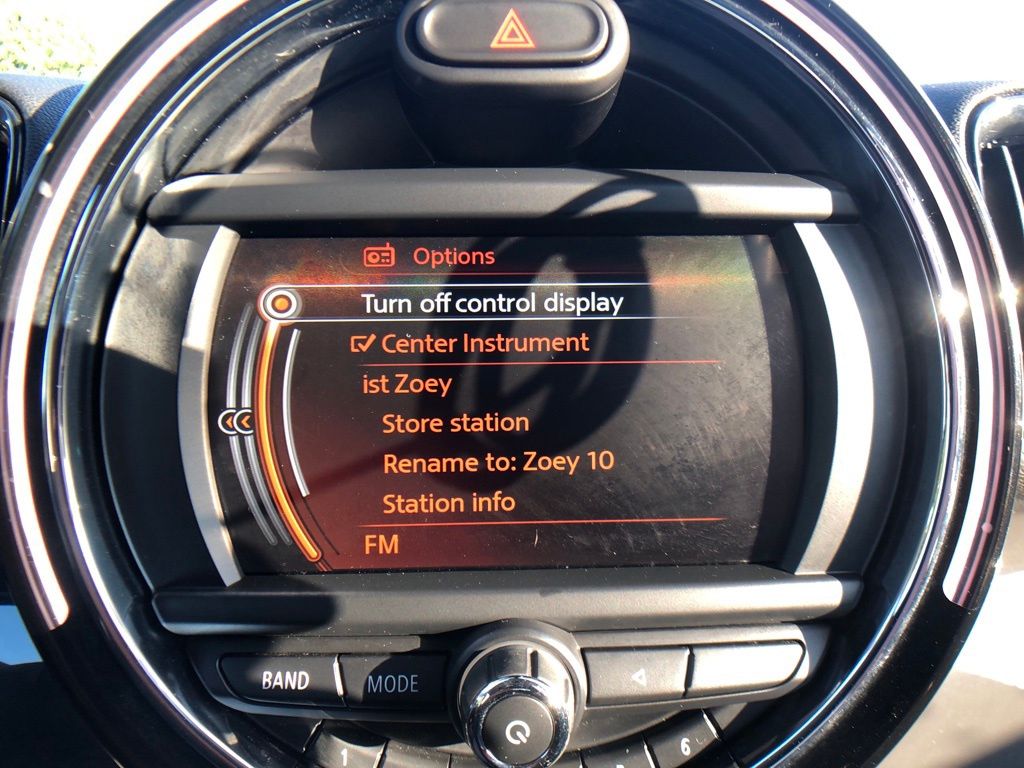 Options
Turn off control display
Center Instrument
ist Zoey
Store station
Rename to: Zoey 10
Station info
FM
BAND MODE
1 6